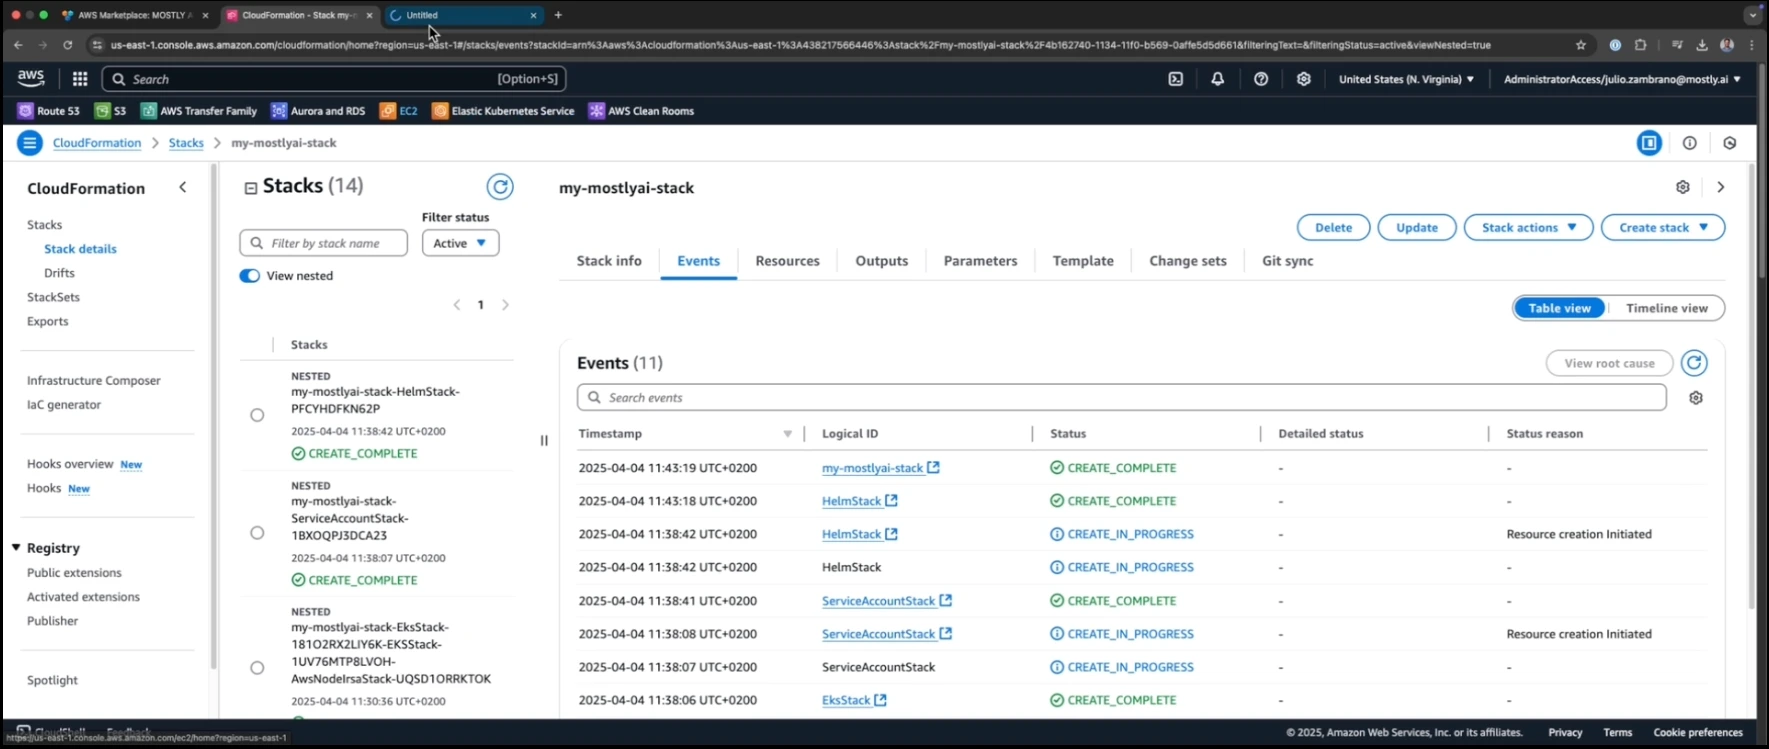 AWS Marketplace: MOSTLY A
CloudFormation - Stack my-
Untitled
us-east-1.console.aws.amazon.com/cloudformation/home?region=us-east-1#/stacks/events?stackId=arn%3Aaws%3Acloudformation%3Aus-east-1%3A438217566446%3Astack%2Fmy-mostlyai-stack%2F4b162740-1134-11f0-b569-0affe5d5d661&filteringText=&filteringStatus=active&viewNested=true
aws
Search [Option+S]
United States (N. Virginia)
AdministratorAccess/julio.zambrano@mostly.ai
Route 53
S3
AWS Transfer Family
Aurora and RDS
EC2
Elastic Kubernetes Service
AWS Clean Rooms
CloudFormation
Stacks
my-mostlyai-stack
CloudFormation
Stacks
Stack details
Drifts
StackSets
Exports
Infrastructure Composer
IaC generator
Hooks overview New
Hooks New
Registry
Public extensions
Activated extensions
Publisher
Spotlight
Stacks (14)
Filter status
Filter by stack name
Active
View nested
1
Stacks
NESTED
my-mostlyai-stack-HelmStack-
PFCYHDFKN62P
2025-04-04 11:38:42 UTC+0200
CREATE_COMPLETE
NESTED
my-mostlyai-stack-
ServiceAccountStack-
1BXOQPJ3DCA23
2025-04-04 11:38:07 UTC+0200
CREATE_COMPLETE
NESTED
my-mostlyai-stack-EksStack-
181O2RX2LIY6K-EKSStack-
1UV76MTP8LVOH-
AwsNodeIrsaStack-UQSD1ORRKTOK
2025-04-04 11:30:36 UTC+0200
my-mostlyai-stack
Delete
Update
Stack actions
Create stack
Stack info
Events
Resources
Outputs
Parameters
Template
Change sets
Git sync
Table view
Timeline view
Events (11)
View root cause
Search events
Timestamp Logical ID Status Detailed status Status reason
2025-04-04 11:43:19 UTC+0200 my-mostlyai-stack CREATE_COMPLETE - -
2025-04-04 11:43:18 UTC+0200 HelmStack CREATE_COMPLETE - -
2025-04-04 11:38:42 UTC+0200 HelmStack CREATE_IN_PROGRESS - Resource creation Initiated
2025-04-04 11:38:42 UTC+0200 HelmStack CREATE_IN_PROGRESS - -
2025-04-04 11:38:41 UTC+0200 ServiceAccountStack CREATE_COMPLETE - -
2025-04-04 11:38:08 UTC+0200 ServiceAccountStack CREATE_IN_PROGRESS - Resource creation Initiated
2025-04-04 11:38:07 UTC+0200 ServiceAccountStack CREATE_IN_PROGRESS - -
2025-04-04 11:38:06 UTC+0200 EksStack CREATE_COMPLETE - -
CloudShell Feedback
https://us-east-1.console.aws.amazon.com/ec2/home?region=us-east-1
© 2025, Amazon Web Services, Inc. or its affiliates.
Privacy
Terms
Cookie preferences